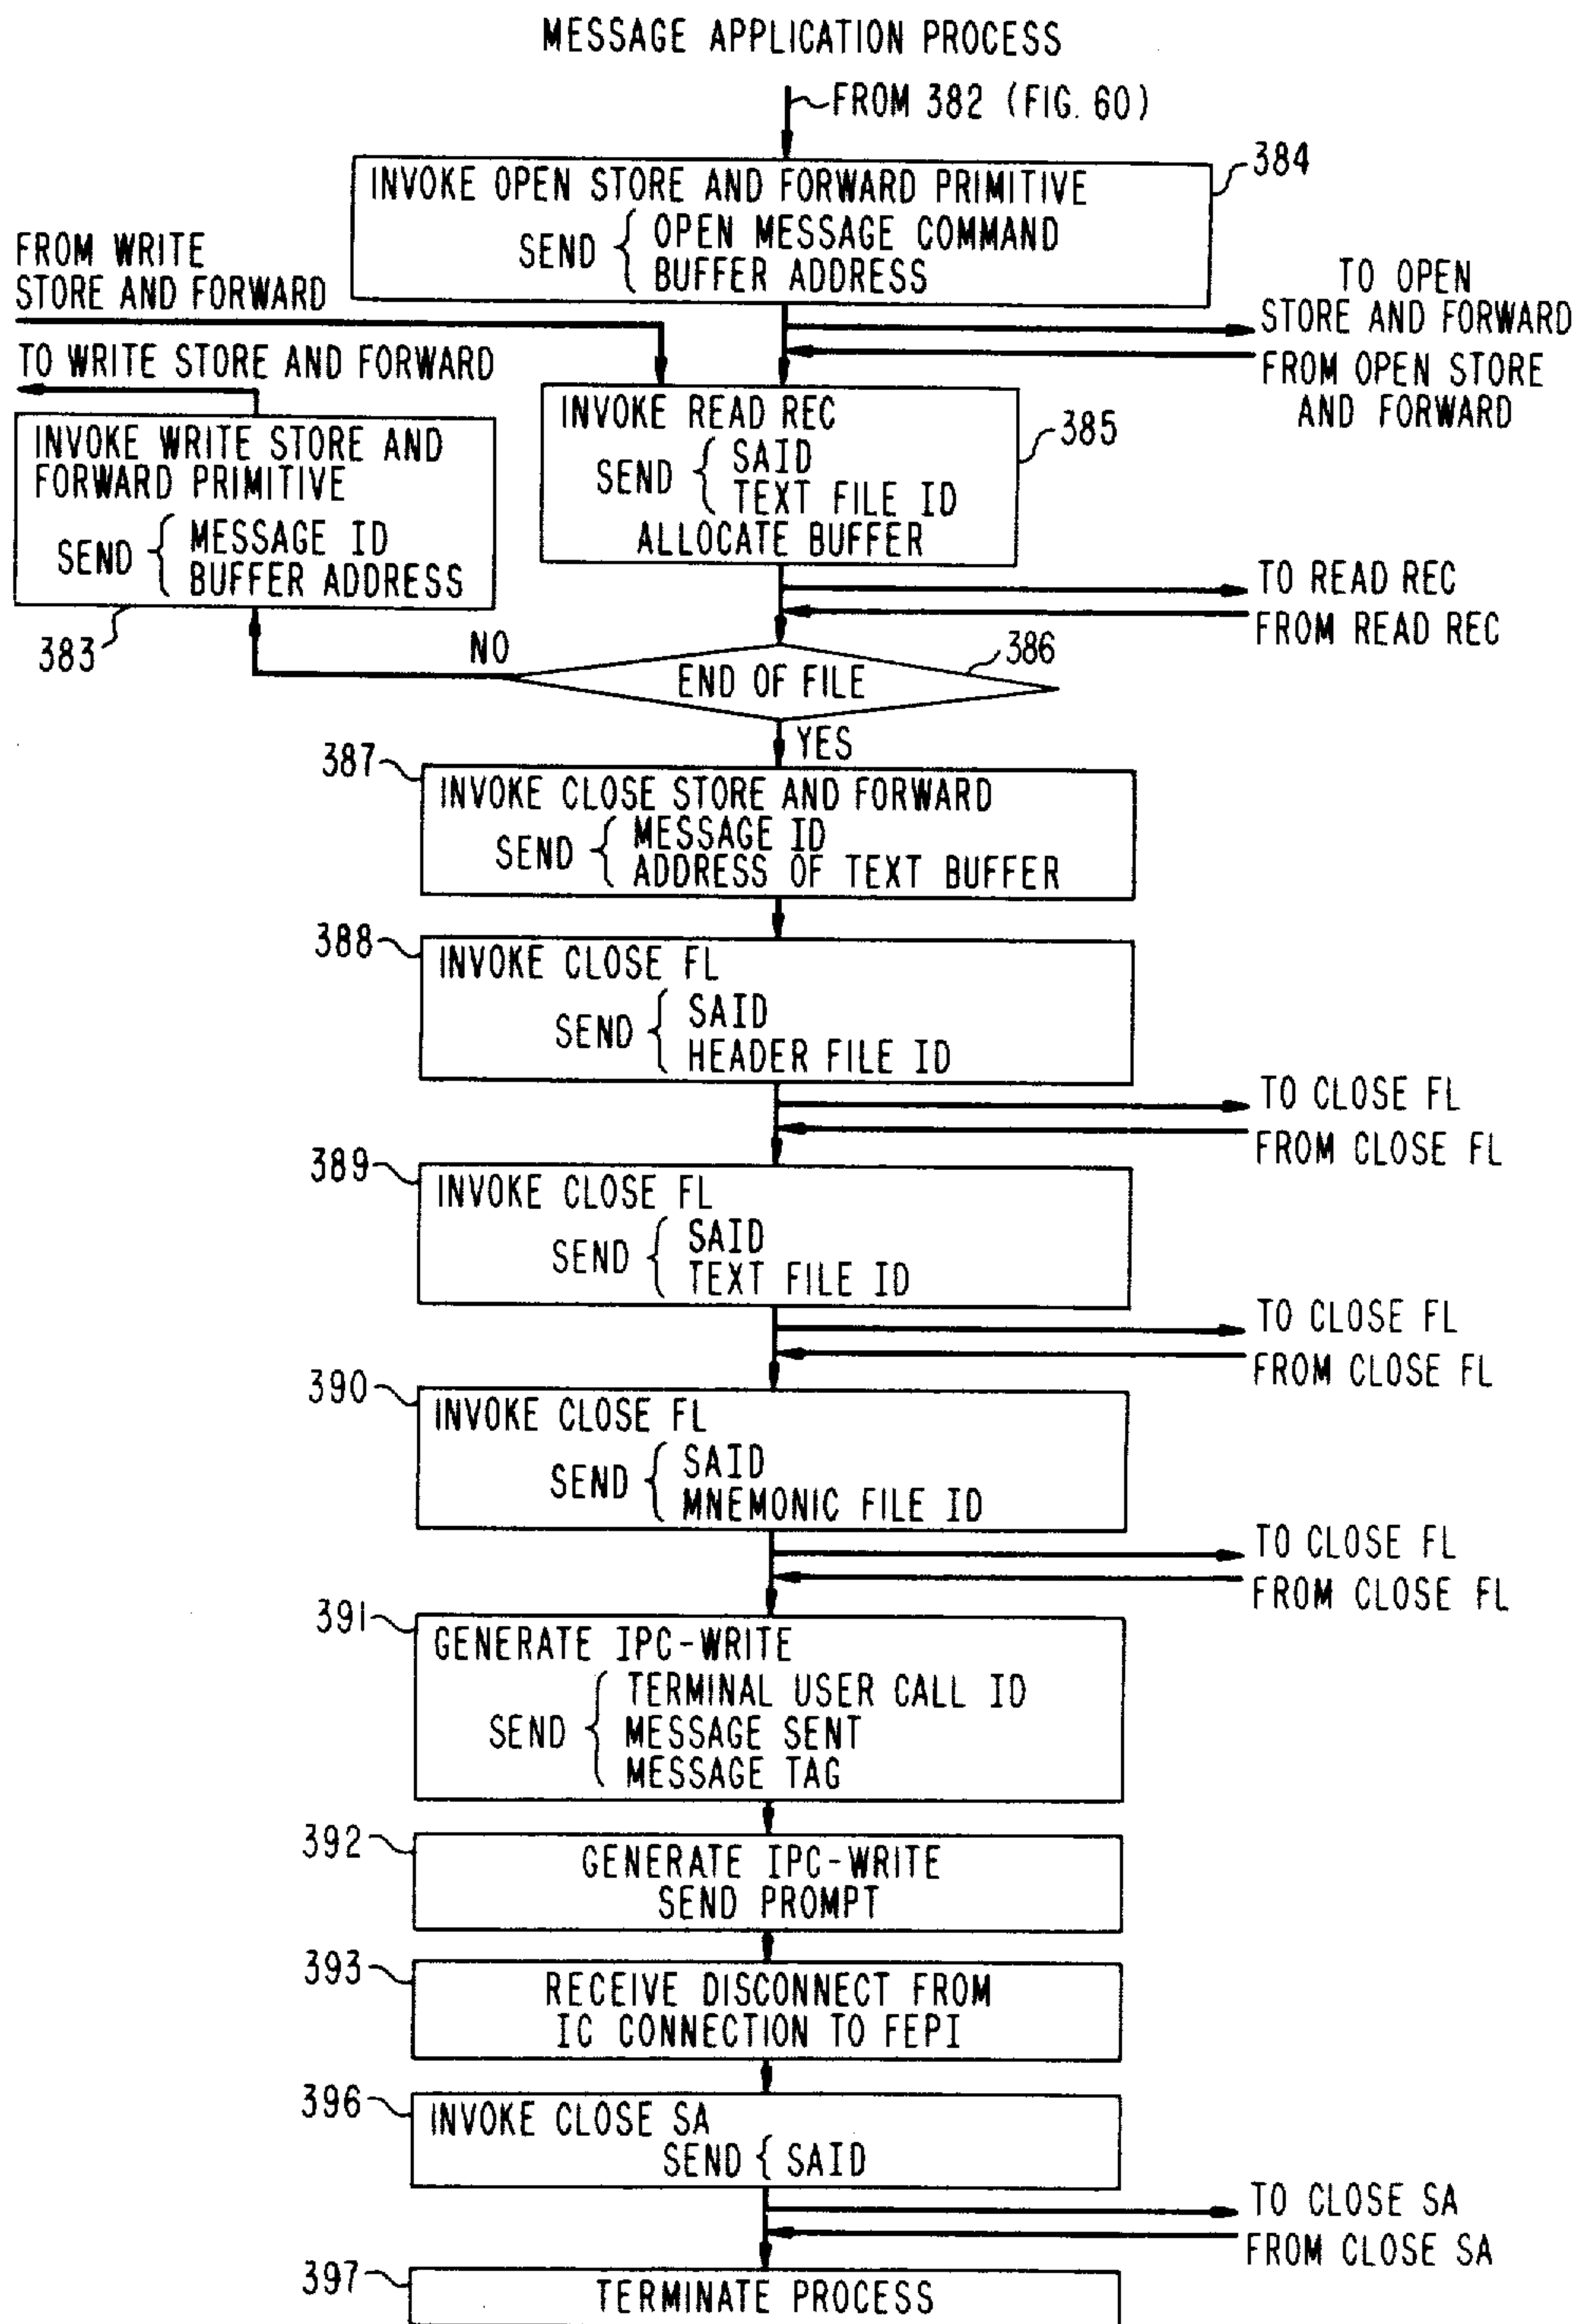 MESSAGE APPLICATION PROCESS
FROM 382 (FIG. 60)
384
INVOKE OPEN STORE AND FORWARD PRIMITIVE
SEND { OPEN MESSAGE COMMAND
BUFFER ADDRESS
FROM WRITE
STORE AND FORWARD
TO OPEN
STORE AND FORWARD
FROM OPEN STORE
AND FORWARD
TO WRITE STORE AND FORWARD
INVOKE WRITE STORE AND
FORWARD PRIMITIVE
SEND { MESSAGE ID
BUFFER ADDRESS
383
INVOKE READ REC
SEND { SAID
TEXT FILE ID
ALLOCATE BUFFER
385
TO READ REC
FROM READ REC
NO
END OF FILE
386
YES
387
INVOKE CLOSE STORE AND FORWARD
SEND { MESSAGE ID
ADDRESS OF TEXT BUFFER
388
INVOKE CLOSE FL
SEND { SAID
HEADER FILE ID
TO CLOSE FL
FROM CLOSE FL
389
INVOKE CLOSE FL
SEND { SAID
TEXT FILE ID
TO CLOSE FL
FROM CLOSE FL
390
INVOKE CLOSE FL
SEND { SAID
MNEMONIC FILE ID
TO CLOSE FL
FROM CLOSE FL
391
GENERATE IPC-WRITE
SEND { TERMINAL USER CALL ID
MESSAGE SENT
MESSAGE TAG
392
GENERATE IPC-WRITE
SEND PROMPT
393
RECEIVE DISCONNECT FROM
IC CONNECTION TO FEPI
396
INVOKE CLOSE SA
SEND { SAID
TO CLOSE SA
FROM CLOSE SA
397
TERMINATE PROCESS